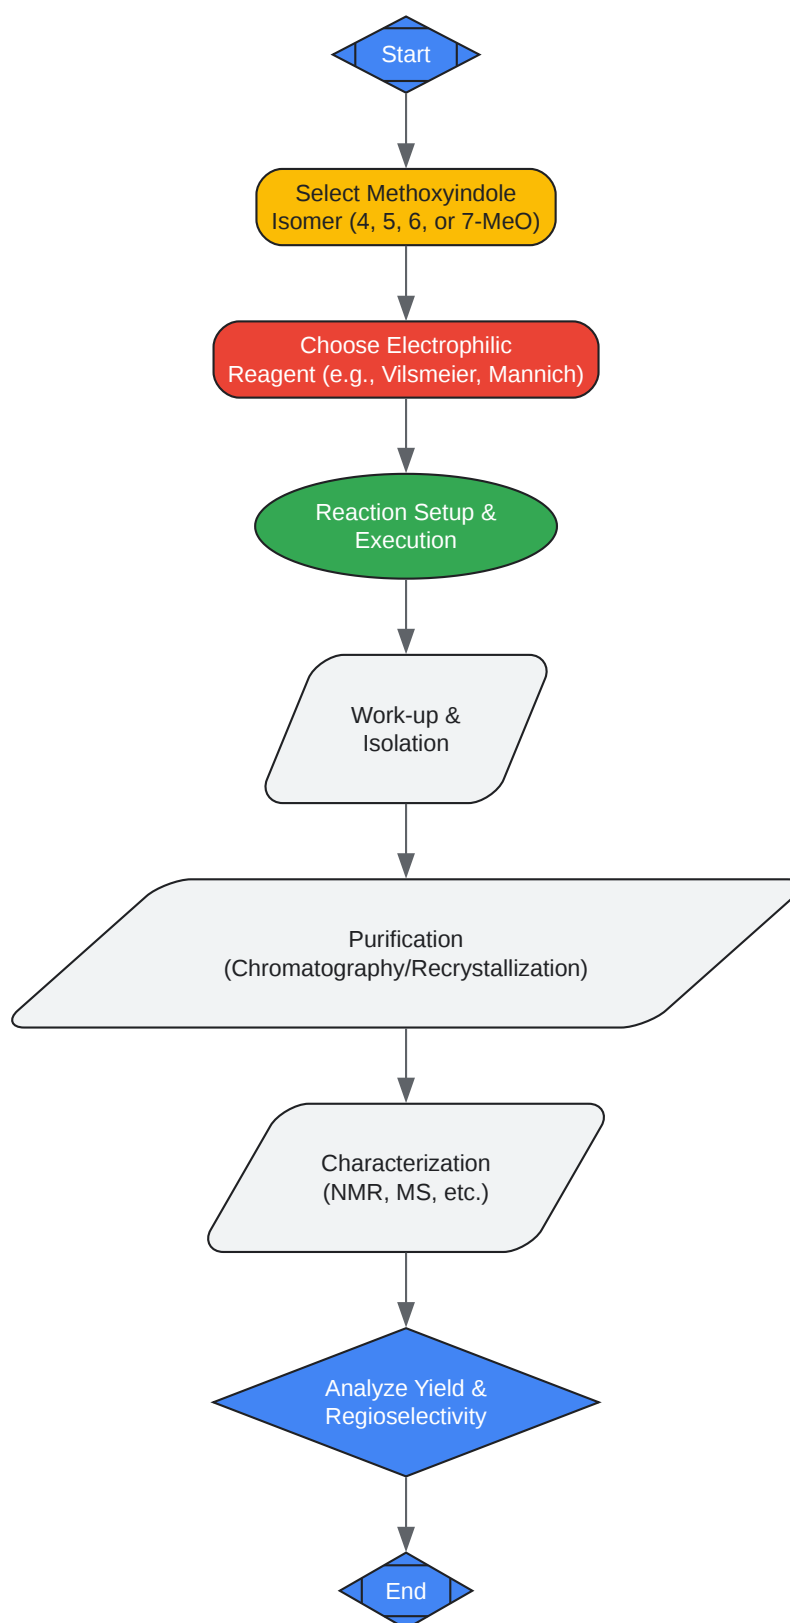 Start
Select Methoxyindole
Isomer (4, 5, 6, or 7-MeO)
Choose Electrophilic
Reagent (e.g., Vilsmeier, Mannich)
Reaction Setup &
Execution
Work-up &
Isolation
Purification
(Chromatography/Recrystallization)
Characterization
(NMR, MS, etc.)
Analyze Yield &
Regioselectivity
End